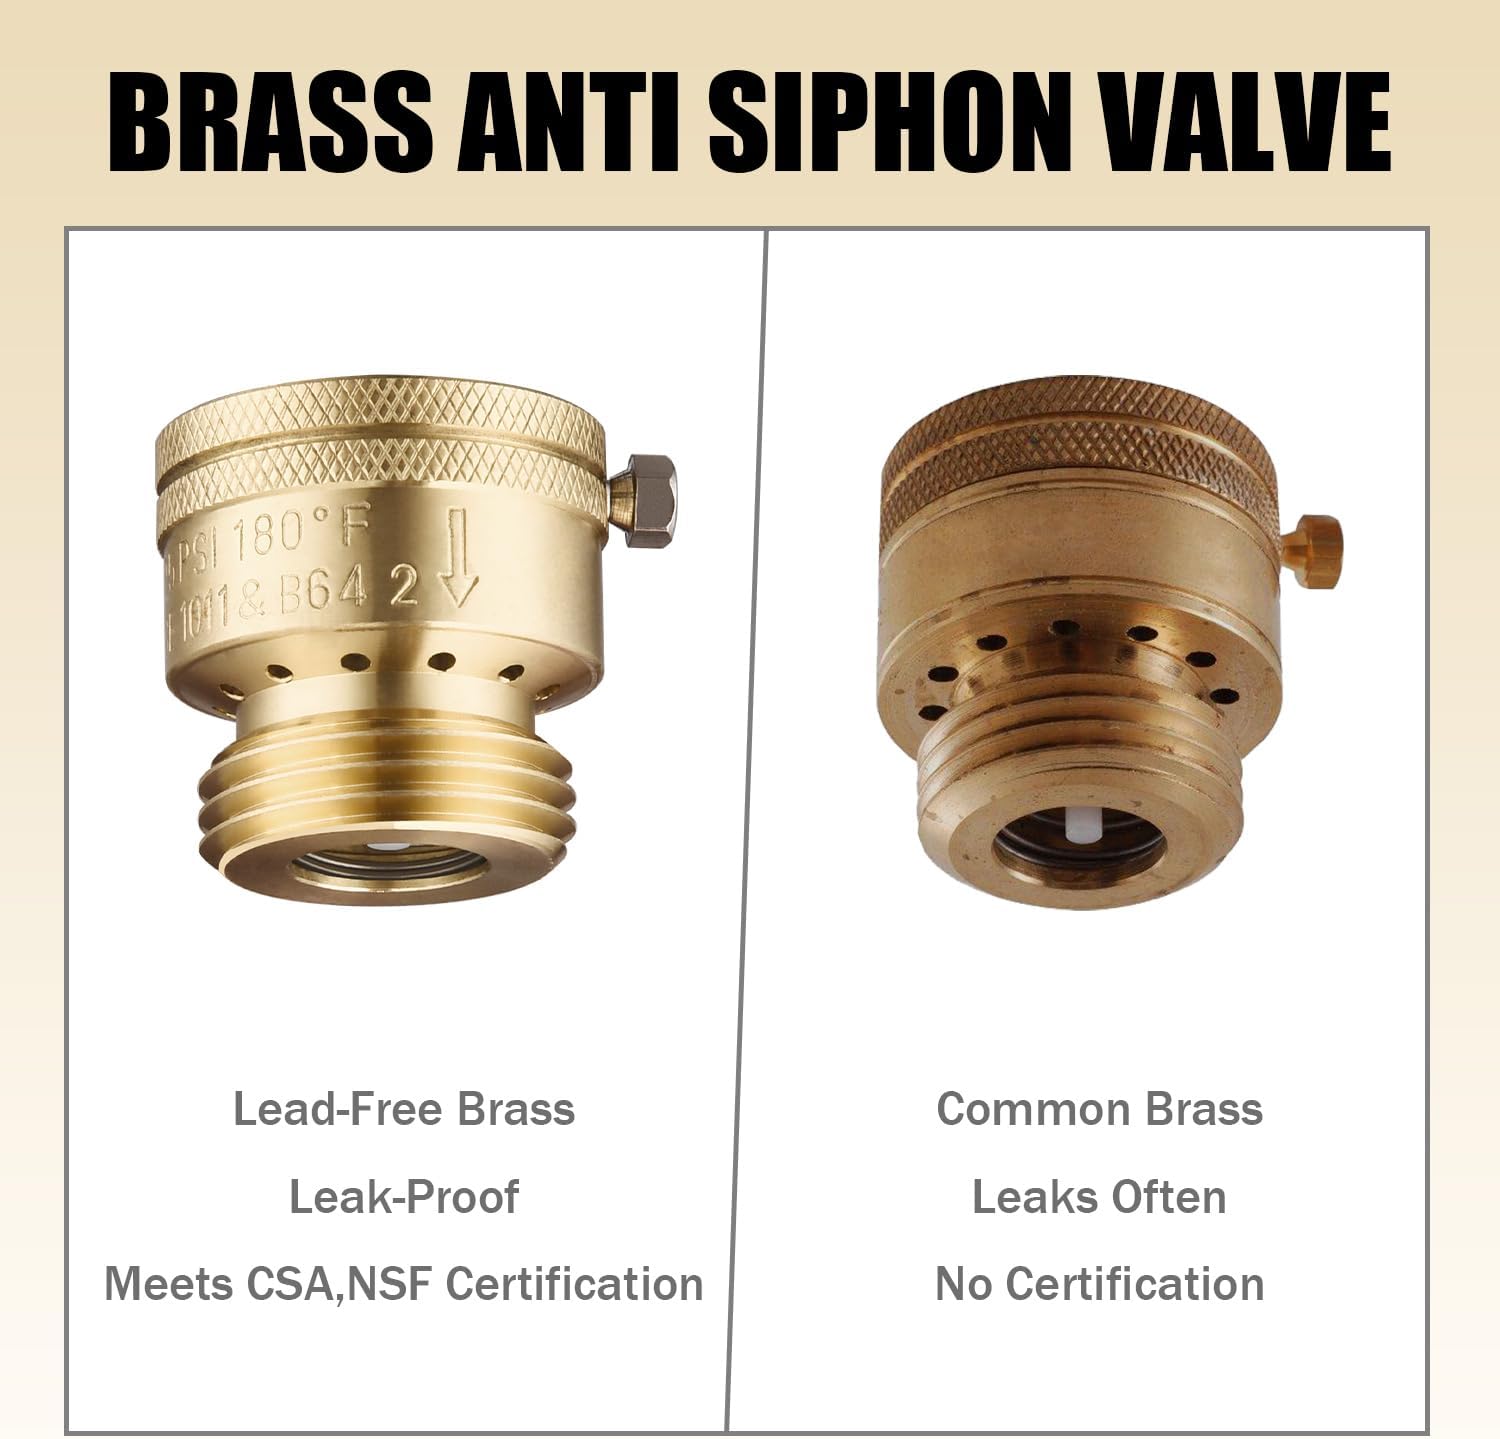 BRASS ANTI SIPHON VALVE
PSI 180°F
1011 & B64 2
Lead-Free Brass
Leak-Proof
Meets CSA,NSF Certification
Common Brass
Leaks Often
No Certification